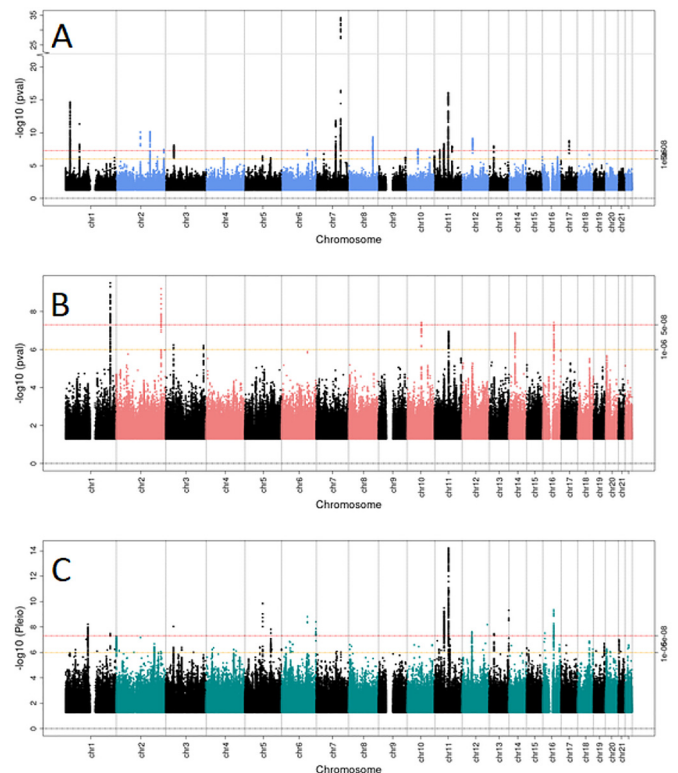 A
-log10 (pval)
35
25
20
15
10
5
0
chr1 chr2 chr3 chr4 chr5 chr6 chr7 chr8 chr9 chr10 chr11 chr12 chr13 chr14 chr15 chr16 chr17 chr18 chr19 chr20 chr21
Chromosome
B
-log10 (pval)
8
6
4
2
0
5e-08
1e-06
chr1 chr2 chr3 chr4 chr5 chr6 chr7 chr8 chr9 chr10 chr11 chr12 chr13 chr14 chr15 chr16 chr17 chr18 chr19 chr20 chr21
Chromosome
C
-log10 (Pleio)
14
12
10
8
6
4
2
0
chr1 chr2 chr3 chr4 chr5 chr6 chr7 chr8 chr9 chr10 chr11 chr12 chr13 chr14 chr15 chr16 chr17 chr18 chr19 chr20 chr21
Chromosome